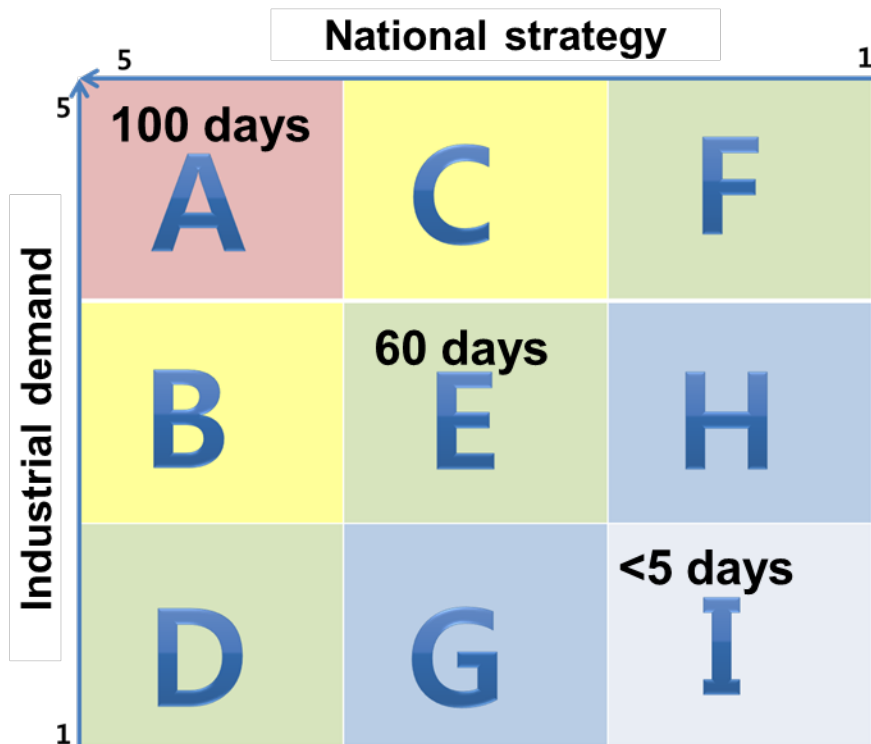 National strategy
5 1
5
100 days
A C F
Industrial demand
60 days
B E H
<5 days
D G I
1